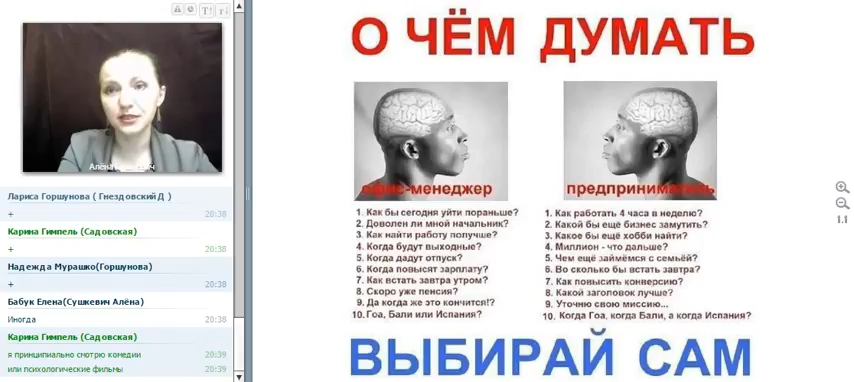 Алёна
Лариса Горшунова ( Гнездовский Д )
+
20:38
Карина Гимпель (Садовская)
+
20:38
Надежда Мурашко(Горшунова)
+
20:38
Бабук Елена(Сушкевич Алёна)
Иногда
20:38
Карина Гимпель (Садовская)
я принципиально смотрю комедии
20:39
или психологические фильмы
20:39
О ЧЁМ ДУМАТЬ
офис-менеджер
1. Как бы сегодня уйти пораньше?
2. Доволен ли мной начальник?
3. Как найти работу получше?
4. Когда будут выходные?
5. Когда дадут отпуск?
6. Когда повысят зарплату?
7. Как встать завтра утром?
8. Скоро уже пенсия?
9. Да когда же это кончится!?
10. Гоа, Бали или Испания?
предприниматель
1. Как работать 4 часа в неделю?
2. Какой бы ещё бизнес замутить?
3. Какое бы ещё хобби найти?
4. Миллион - что дальше?
5. Чем ещё займёмся с семьёй?
6. Во сколько бы встать завтра?
7. Как повысить конверсию?
8. Какой заголовок лучше?
9. Уточню свою миссию...
10. Когда Гоа, когда Бали, а когда Испания?
ВЫБИРАЙ САМ
1:1